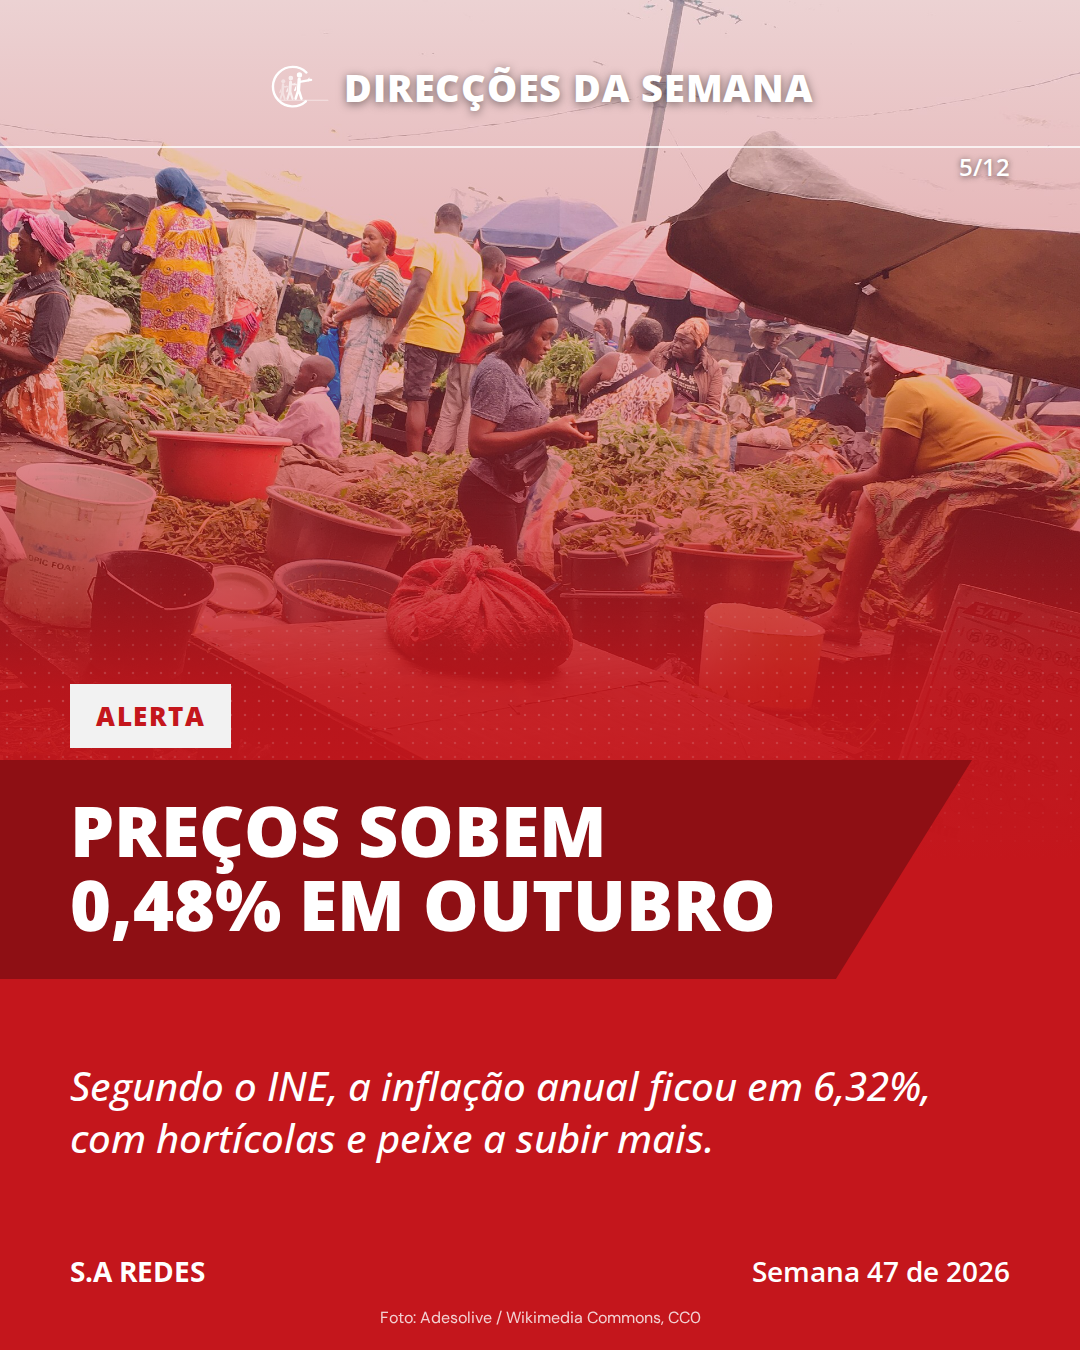 DIRECÇÕES DA SEMANA
5/12
ALERTA
PREÇOS SOBEM
0,48% EM OUTUBRO
Segundo o INE, a inflação anual ficou em 6,32%,
com hortícolas e peixe a subir mais.
S.A REDES
Semana 47 de 2026
Foto: Adesolive / Wikimedia Commons, CC0